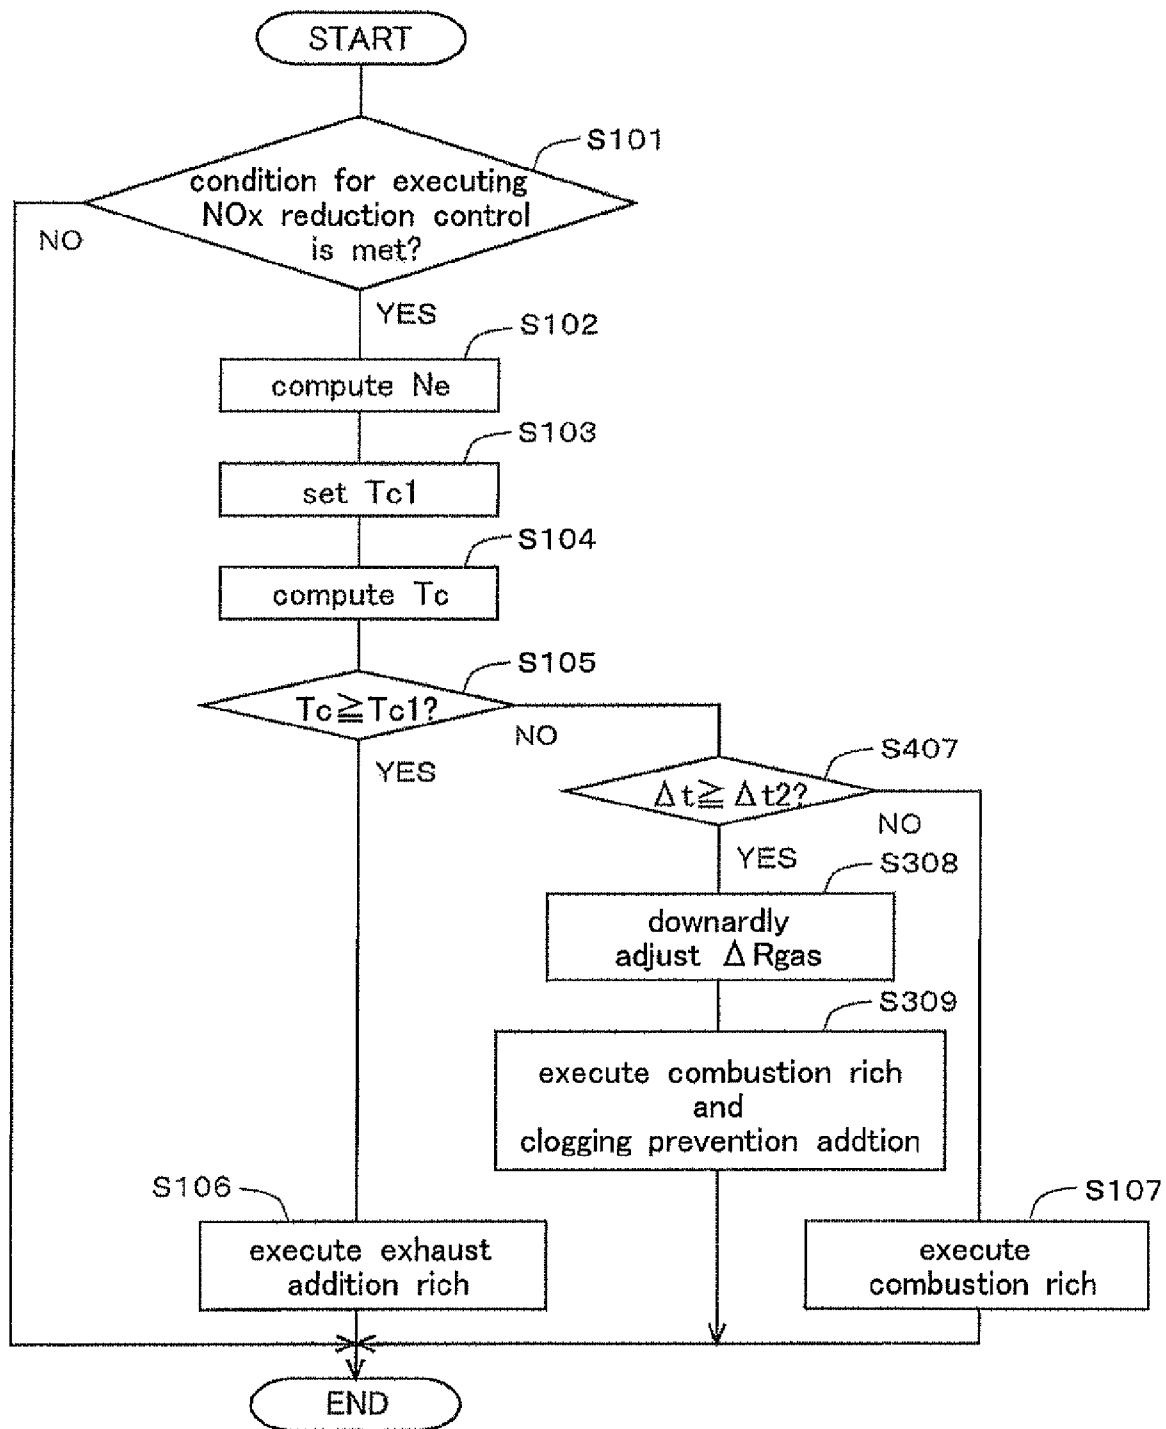 START
S101
condition for executing
NOx reduction control
is met?
NO
YES
S102
compute Ne
S103
set Tc1
S104
compute Tc
S105
Tc≧Tc1?
NO
YES
S407
Δt≧Δt2?
NO
YES
S308
downardly
adjust ΔRgas
S309
execute combustion rich
and
clogging prevention addtion
S106
execute exhaust
addition rich
S107
execute
combustion rich
END